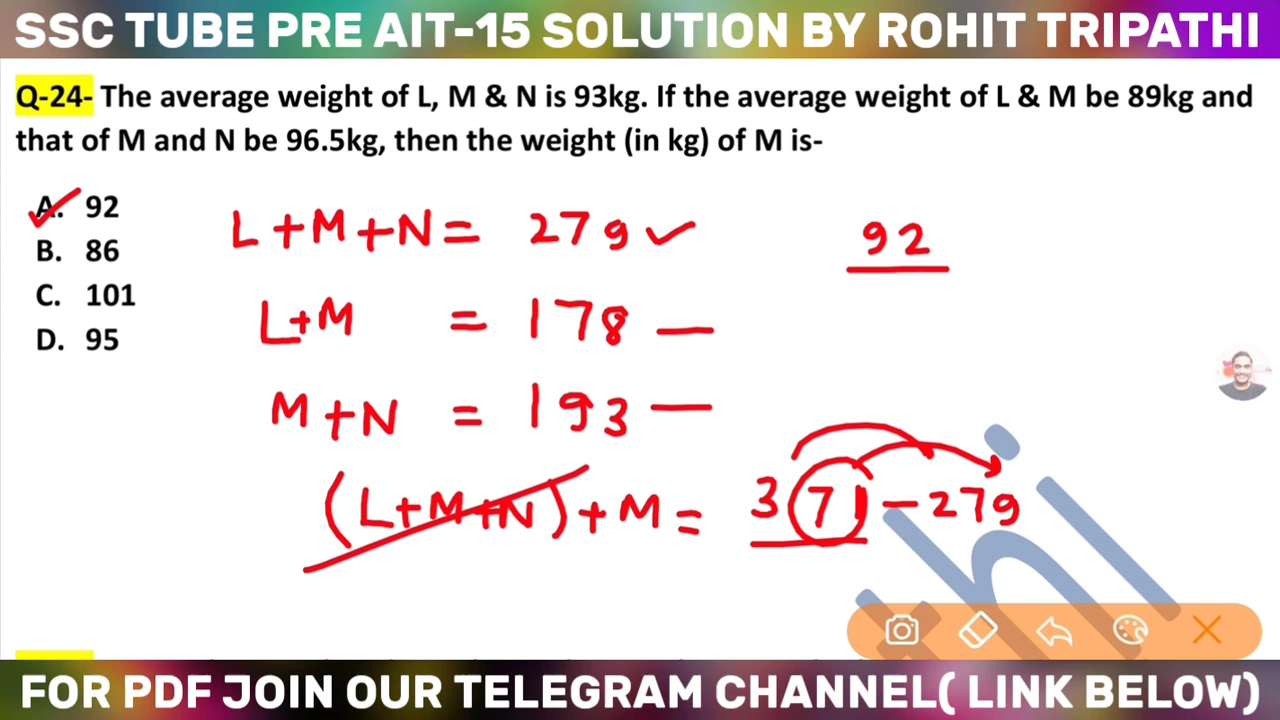 SSC TUBE PRE AIT-15 SOLUTION BY ROHIT TRIPATHI
Q-24- The average weight of L, M & N is 93kg. If the average weight of L & M be 89kg and
that of M and N be 96.5kg, then the weight (in kg) of M is-
A. 92
B. 86
C. 101
D. 95
L+M+N = 279
92
L+M = 178 —
M+N = 193 —
(L+M+N)+M = 371-279
FOR PDF JOIN OUR TELEGRAM CHANNEL( LINK BELOW)